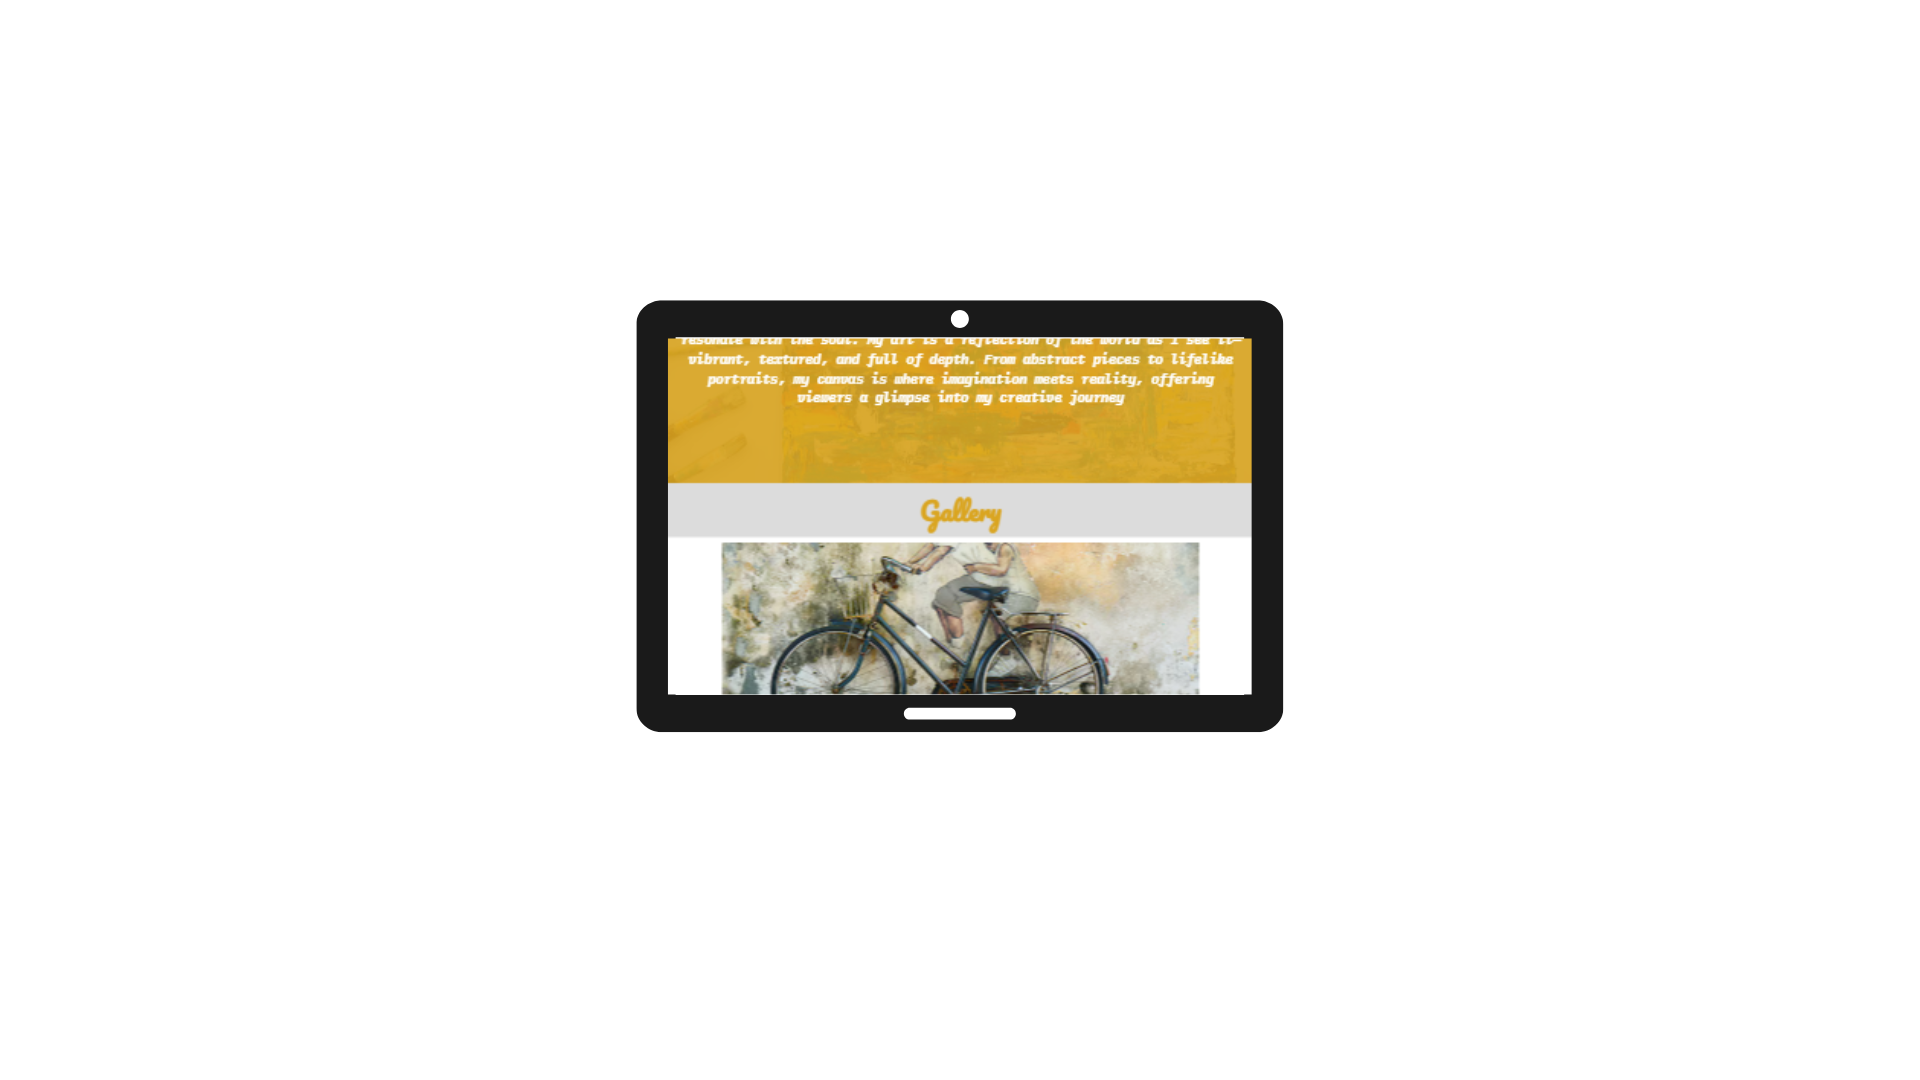 resonate with the soul. My art is a reflection of the world as I see it—
vibrant, textured, and full of depth. From abstract pieces to lifelike
portraits, my canvas is where imagination meets reality, offering
viewers a glimpse into my creative journey
Gallery